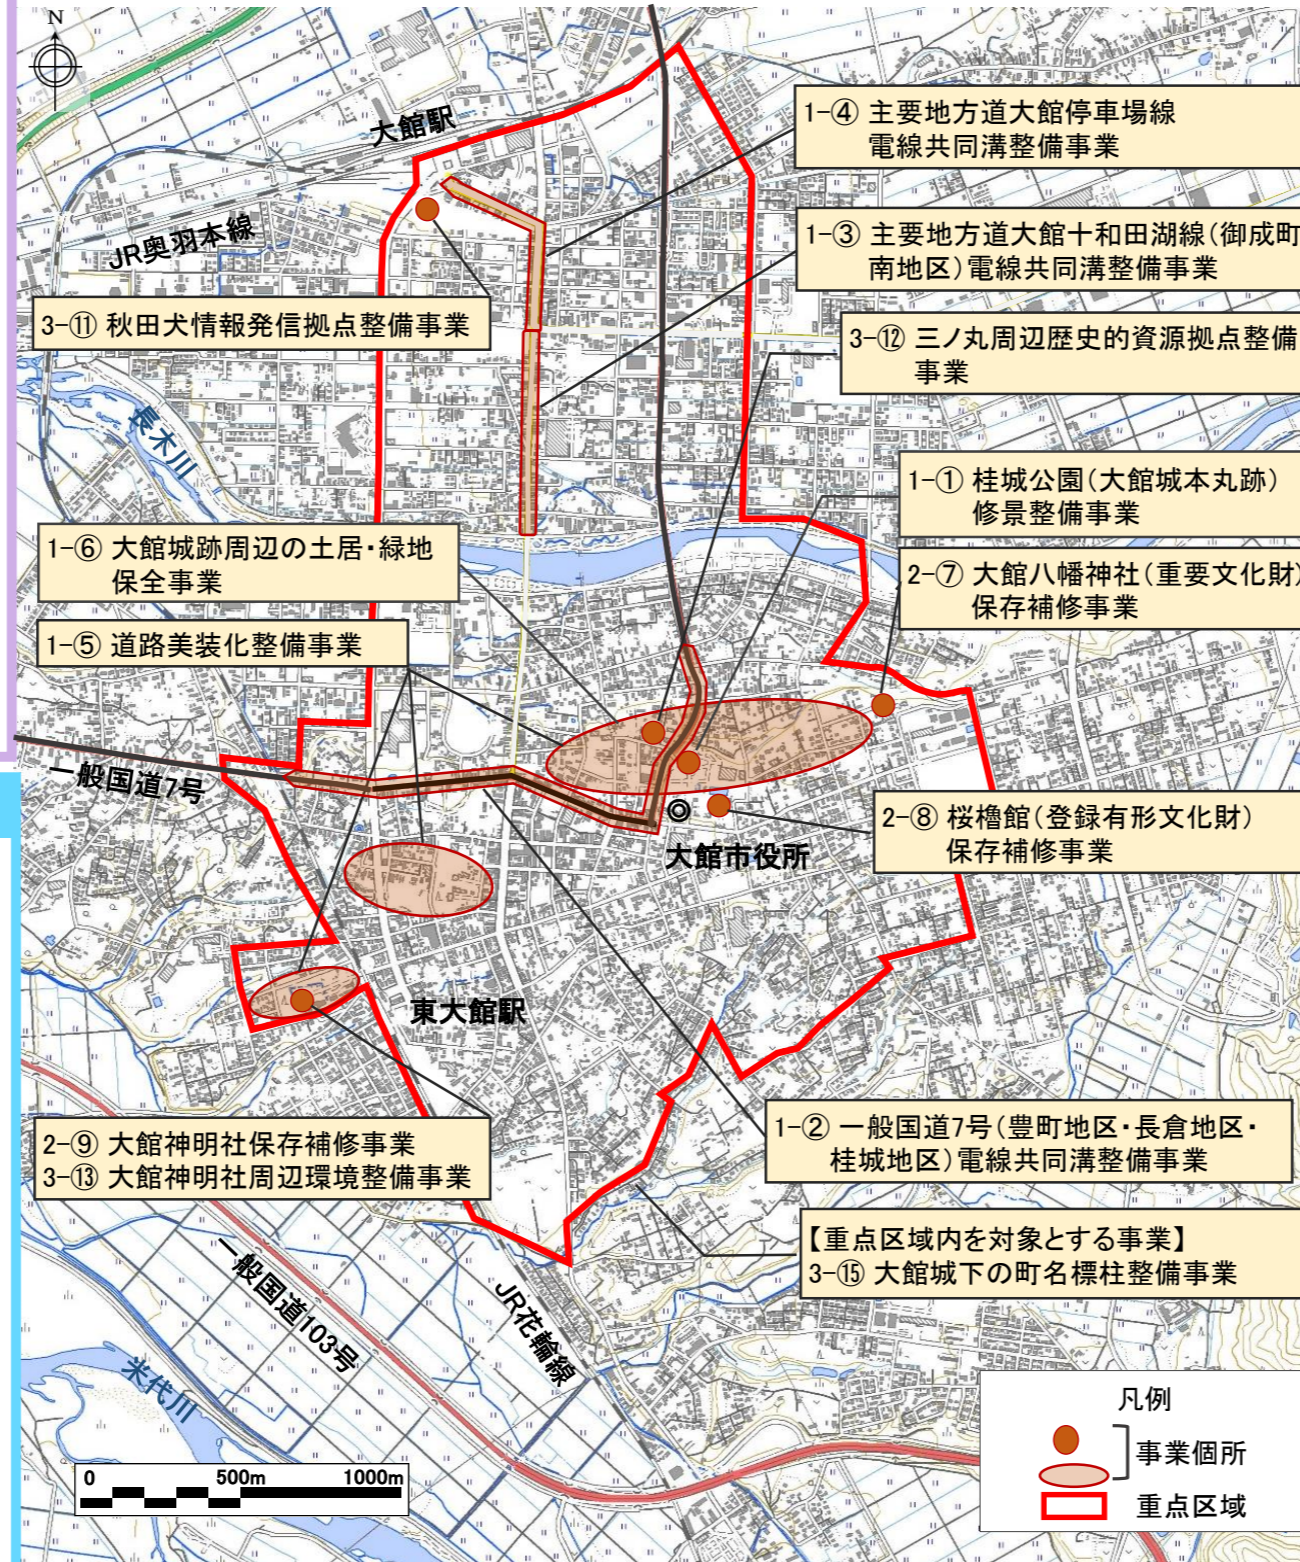 N
大館駅
1-④ 主要地方道大館停車場線
電線共同溝整備事業
JR奥羽本線
1-③ 主要地方道大館十和田湖線(御成町
南地区)電線共同溝整備事業
3-⑪ 秋田犬情報発信拠点整備事業
3-⑫ 三ノ丸周辺歴史的資源拠点整備
事業
長木川
1-① 桂城公園(大館城本丸跡)
修景整備事業
1-⑥ 大館城跡周辺の土居・緑地
保全事業
2-⑦ 大館八幡神社(重要文化財)
保存補修事業
1-⑤ 道路美装化整備事業
一般国道7号
2-⑧ 桜櫓館(登録有形文化財)
保存補修事業
大館市役所
東大館駅
2-⑨ 大館神明社保存補修事業
3-⑬ 大館神明社周辺環境整備事業
1-② 一般国道7号(豊町地区・長倉地区・
桂城地区)電線共同溝整備事業
【重点区域内を対象とする事業】
3-⑮ 大館城下の町名標柱整備事業
一般国道103号
JR花輪線
米代川
凡例
事業個所
重点区域
0 500m 1000m